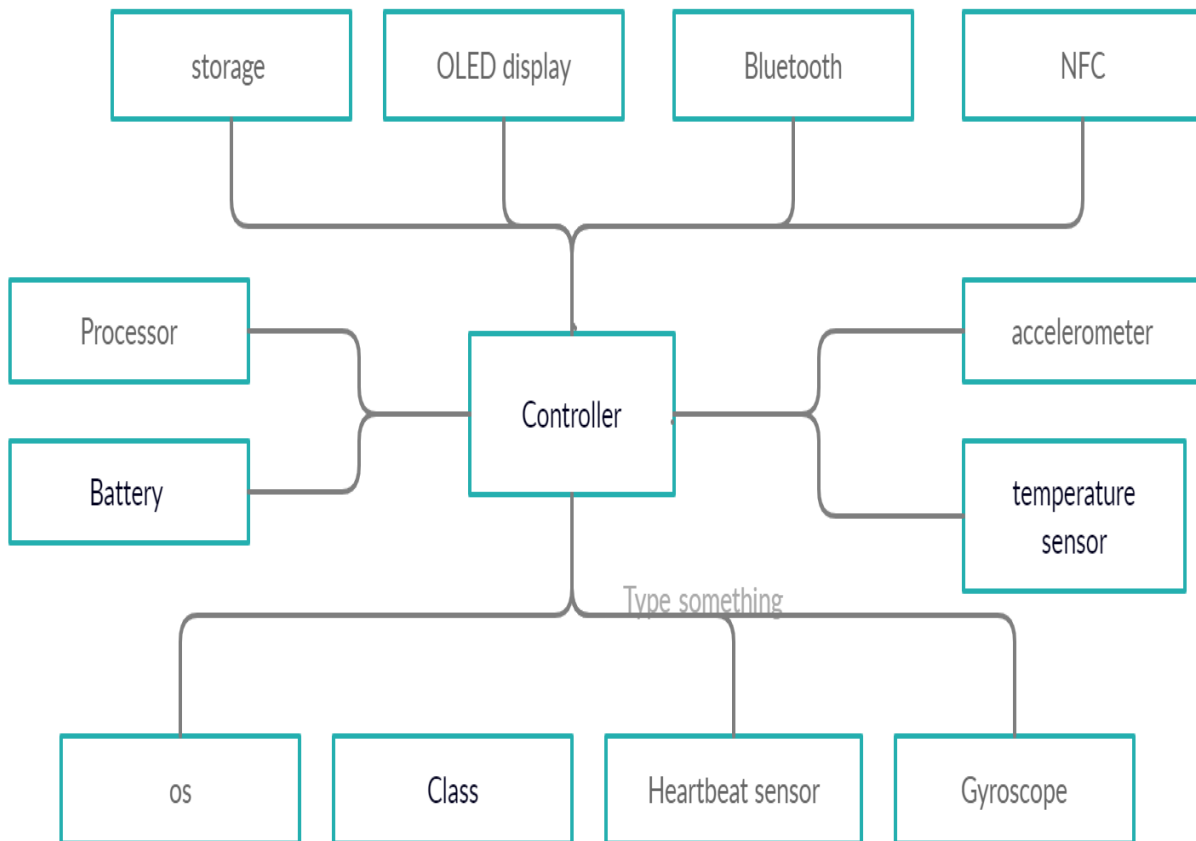 storage
OLED display
Bluetooth
NFC
Processor
accelerometer
Controller
Battery
temperature
sensor
Type something
os
Class
Heartbeat sensor
Gyroscope